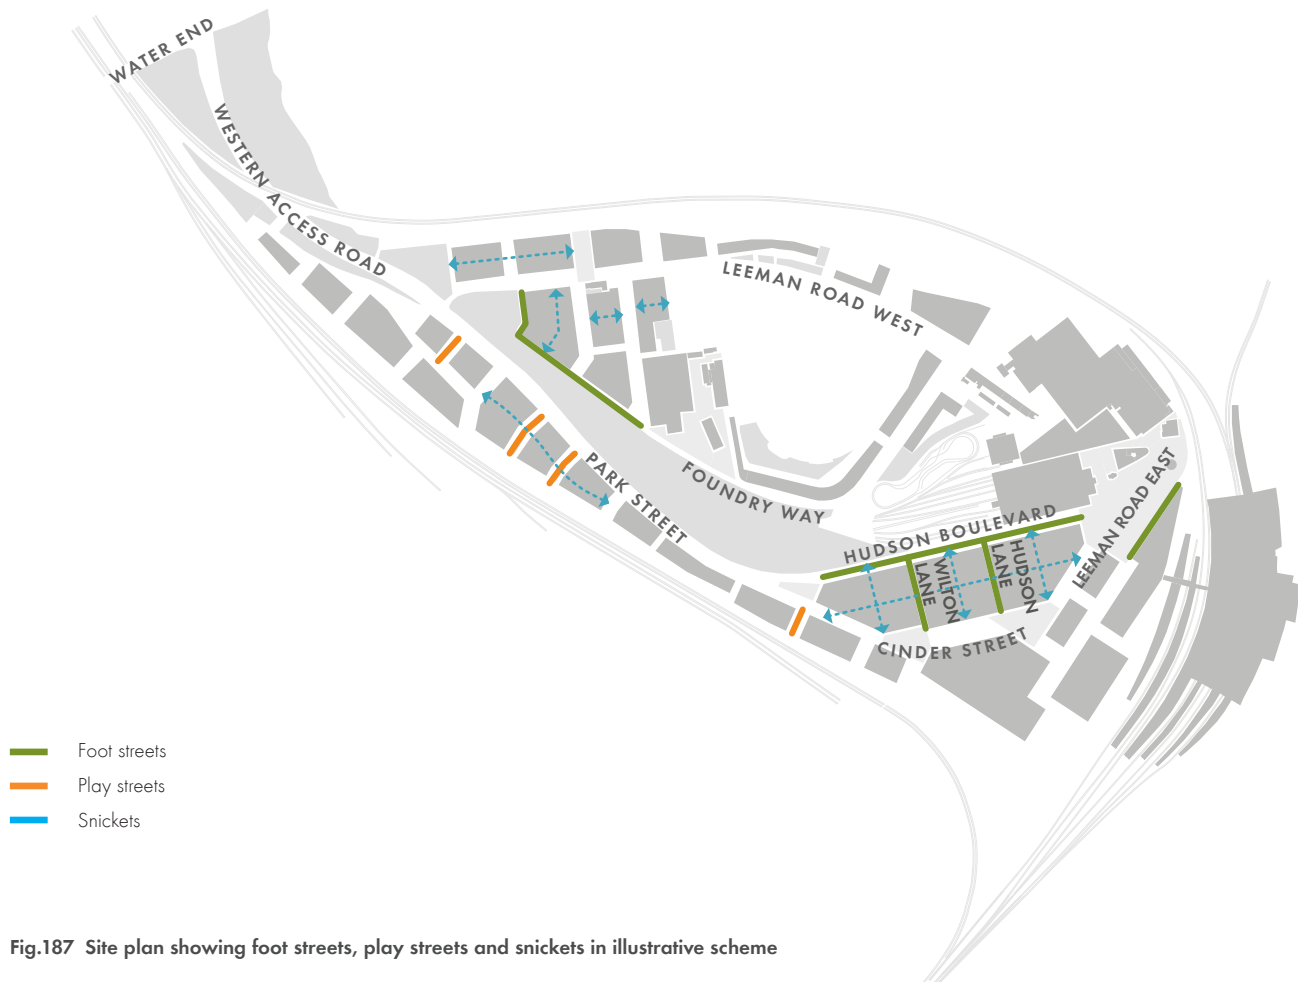 WATER END
WESTERN ACCESS ROAD
LEEMAN ROAD WEST
PARK STREET
FOUNDRY WAY
HUDSON BOULEVARD
LEEMAN ROAD EAST
WILTON
LANE
HUDSON
LANE
CINDER STREET
Foot streets
Play streets
Snickets
Fig.187 Site plan showing foot streets, play streets and snickets in illustrative scheme